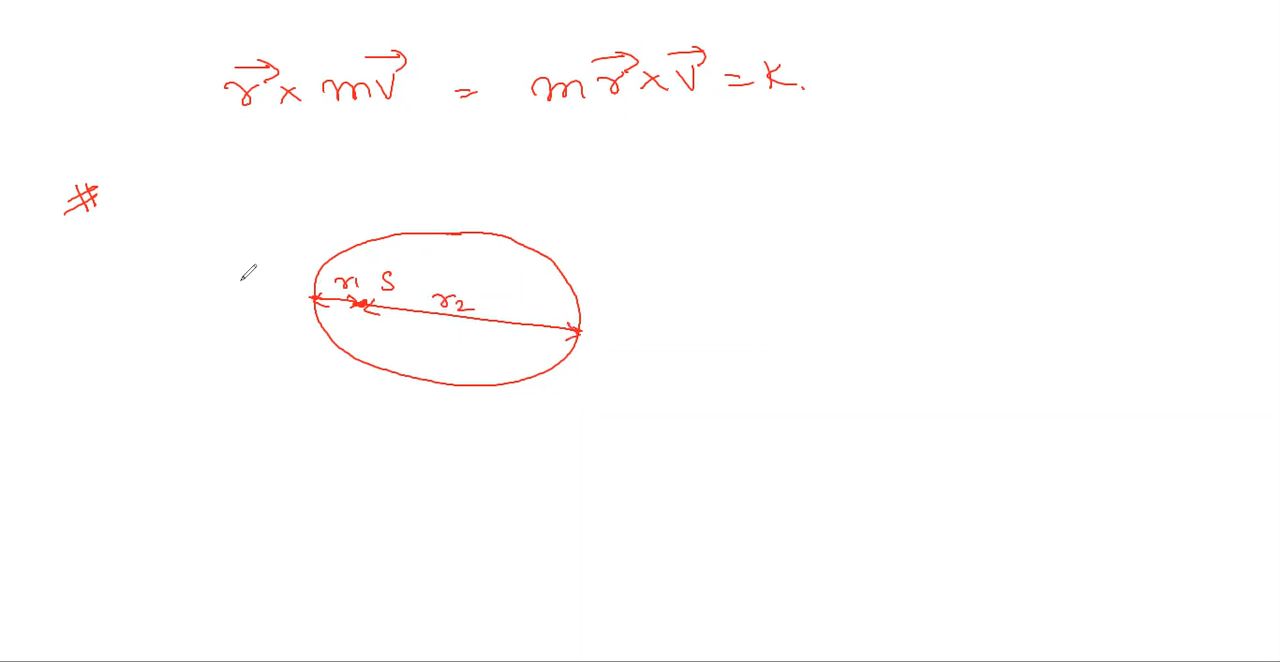 r⃗ × mv⃗ = m r⃗ × v⃗ = K.
#
r1 S
r2